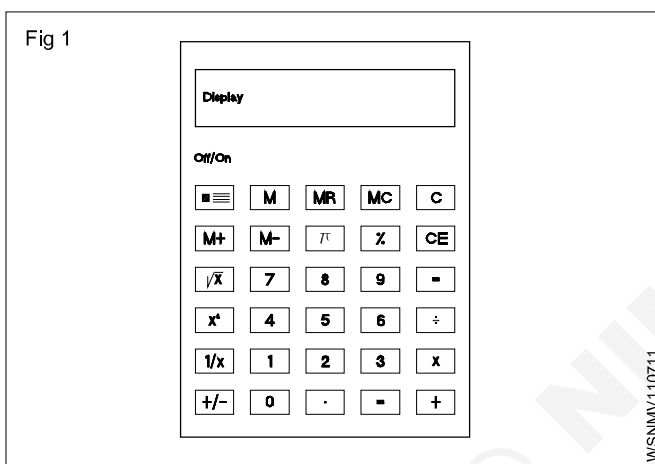 Fig 1
Display
Off/On
M MR MC C
M+ M- π % CE
√x 7 8 9 -
x² 4 5 6 ÷
1/x 1 2 3 x
+/- 0 . = +
WSNMV110711
© NI